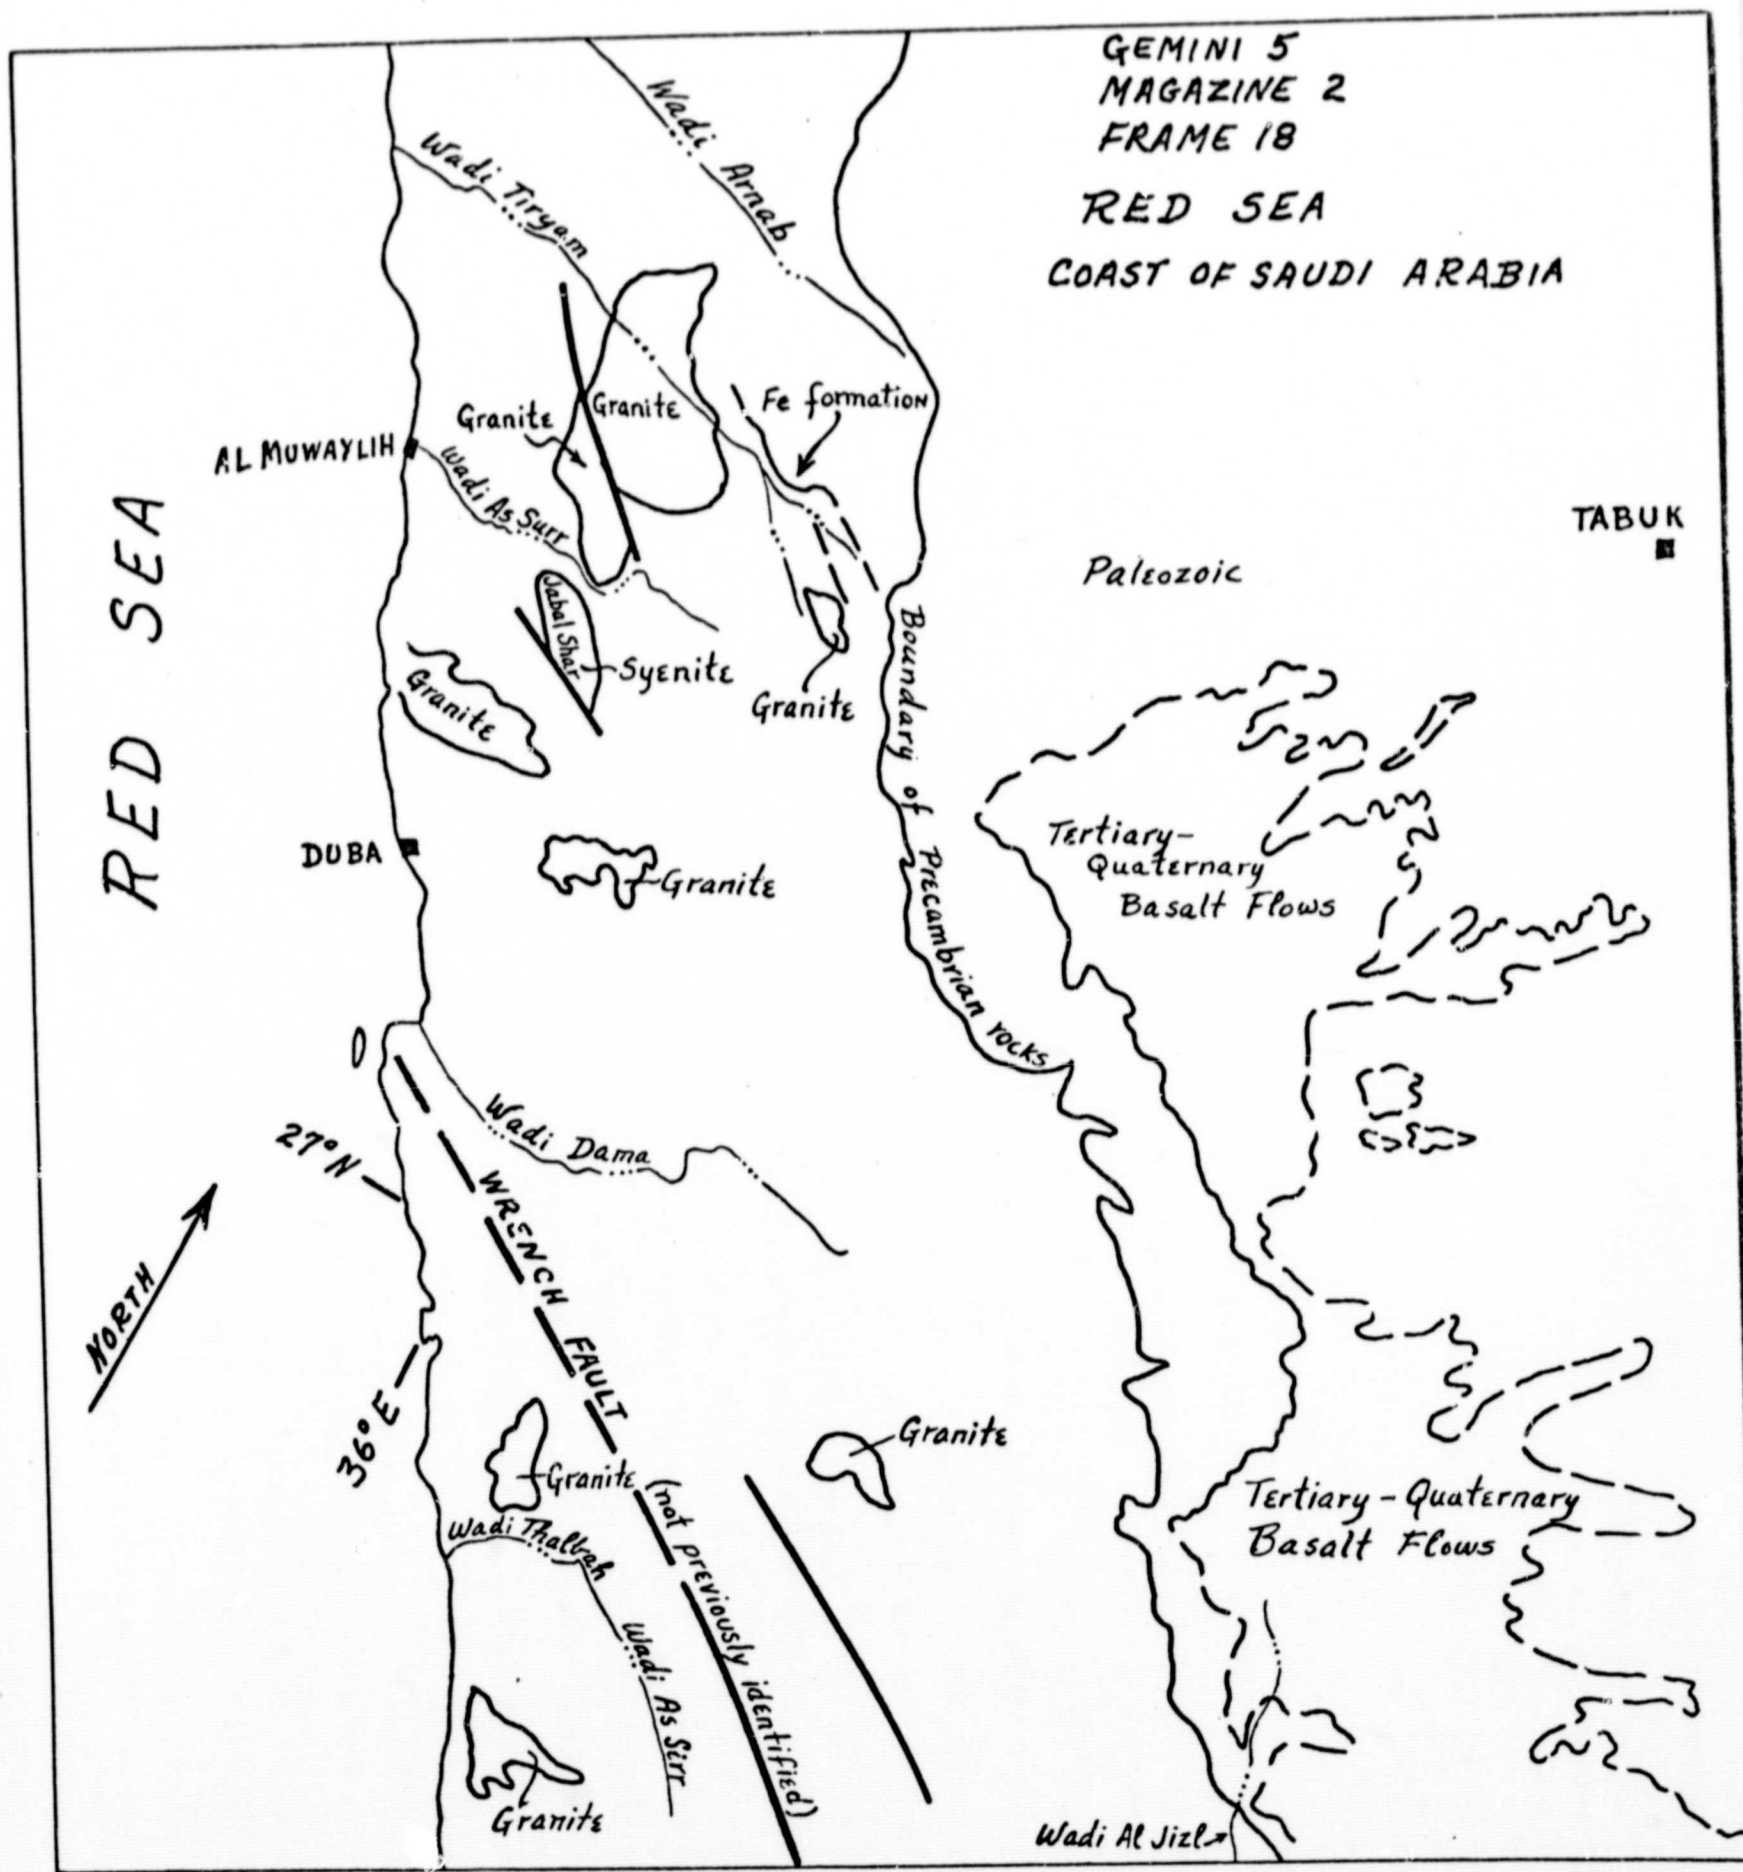 GEMINI 5
MAGAZINE 2
FRAME 18
RED SEA
COAST OF SAUDI ARABIA
Wadi Arnab
Wadi Tiryam
Granite
Granite
Fe formation
AL MUWAYLIH
Wadi As Surr
RED SEA
TABUK
Paleozoic
Jabal Shar
Syenite
Granite
Granite
Boundary of Precambrian rocks
DUBA
Granite
Tertiary-
Quaternary
Basalt Flows
27°N
Wadi Dama
NORTH
36°E
WRENCH FAULT
(not previously identified)
Granite
Granite
Tertiary-Quaternary
Basalt Flows
Wadi Thalbah
Wadi As Sirr
Granite
Wadi Al Jizl